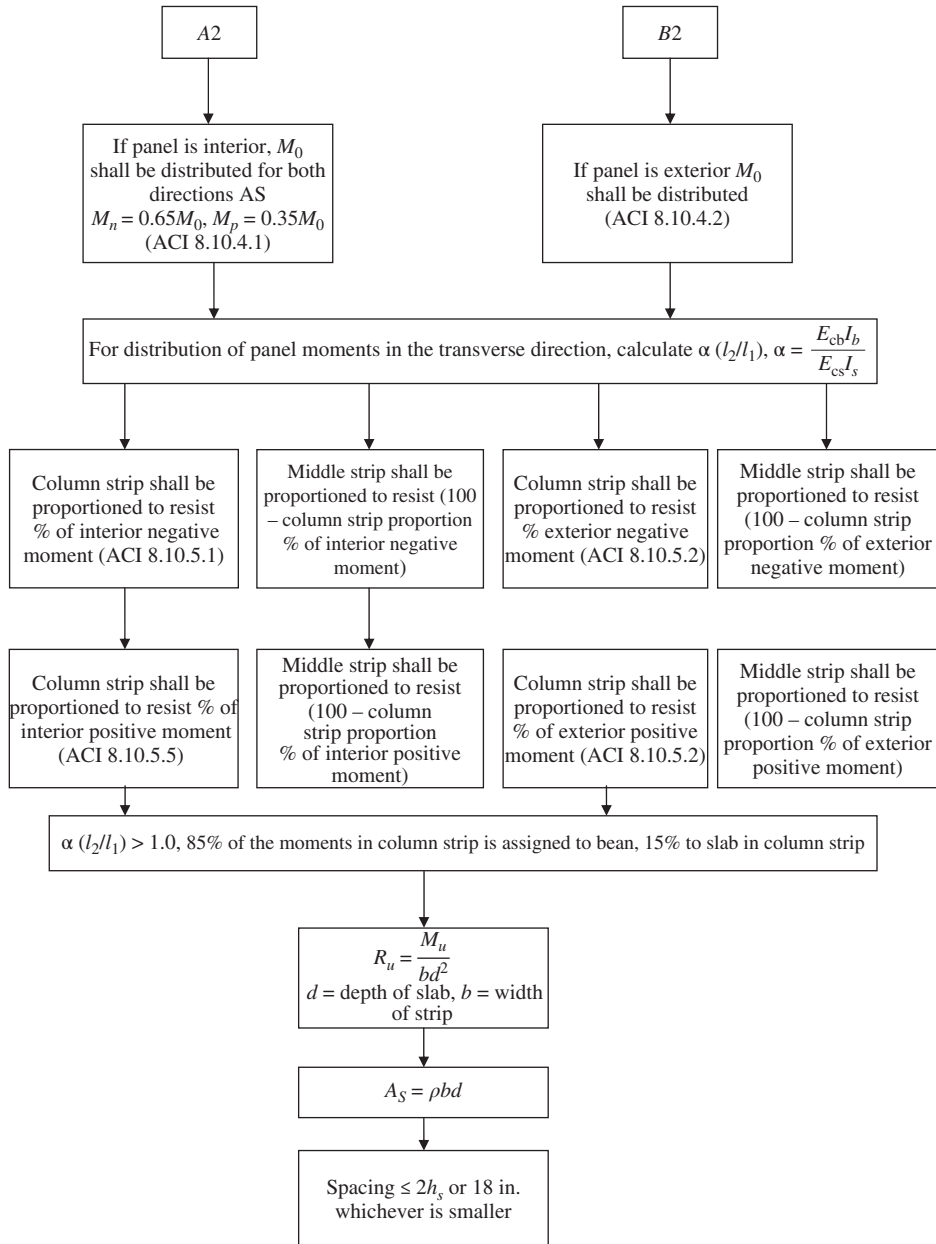 A2
B2
If panel is interior, M₀
shall be distributed for both
directions AS
Mₙ = 0.65M₀, Mₚ = 0.35M₀
(ACI 8.10.4.1)
If panel is exterior M₀
shall be distributed
(ACI 8.10.4.2)
For distribution of panel moments in the transverse direction, calculate α (l₂/l₁), α = E_cb I_b / E_cs I_s
Column strip shall be
proportioned to resist
% of interior negative
moment (ACI 8.10.5.1)
Middle strip shall be
proportioned to resist (100
– column strip proportion
% of interior negative
moment)
Column strip shall be
proportioned to resist
% exterior negative
moment (ACI 8.10.5.2)
Middle strip shall be
proportioned to resist
(100 – column strip
proportion % of exterior
negative moment)
Column strip shall be
proportioned to resist % of
interior positive moment
(ACI 8.10.5.5)
Middle strip shall be
proportioned to resist
(100 – column
strip proportion
% of interior positive
moment)
Column strip shall be
proportioned to resist
% of exterior positive
moment (ACI 8.10.5.2)
Middle strip shall be
proportioned to resist
(100 – column strip
proportion % of exterior
positive moment)
α (l₂/l₁) > 1.0, 85% of the moments in column strip is assigned to bean, 15% to slab in column strip
R_u = M_u / bd²
d = depth of slab, b = width
of strip
A_S = ρbd
Spacing ≤ 2h_s or 18 in.
whichever is smaller